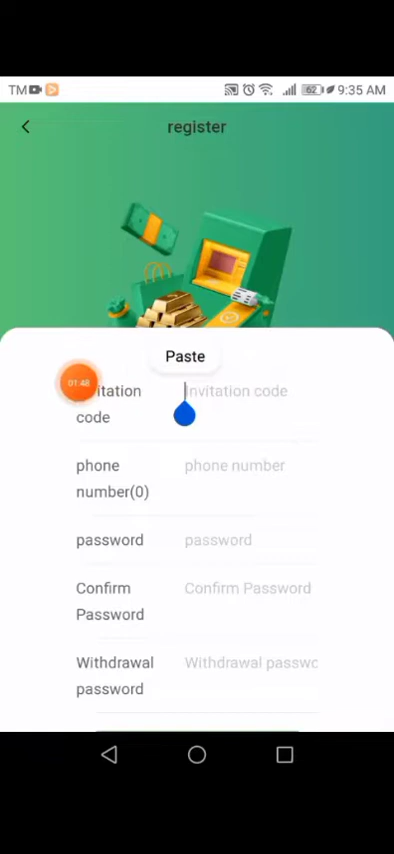 TM 62 9:35 AM
register
Paste
01:48 itation Invitation code
code
phone phone number
number(0)
password password
Confirm Confirm Password
Password
Withdrawal Withdrawal passwo
password